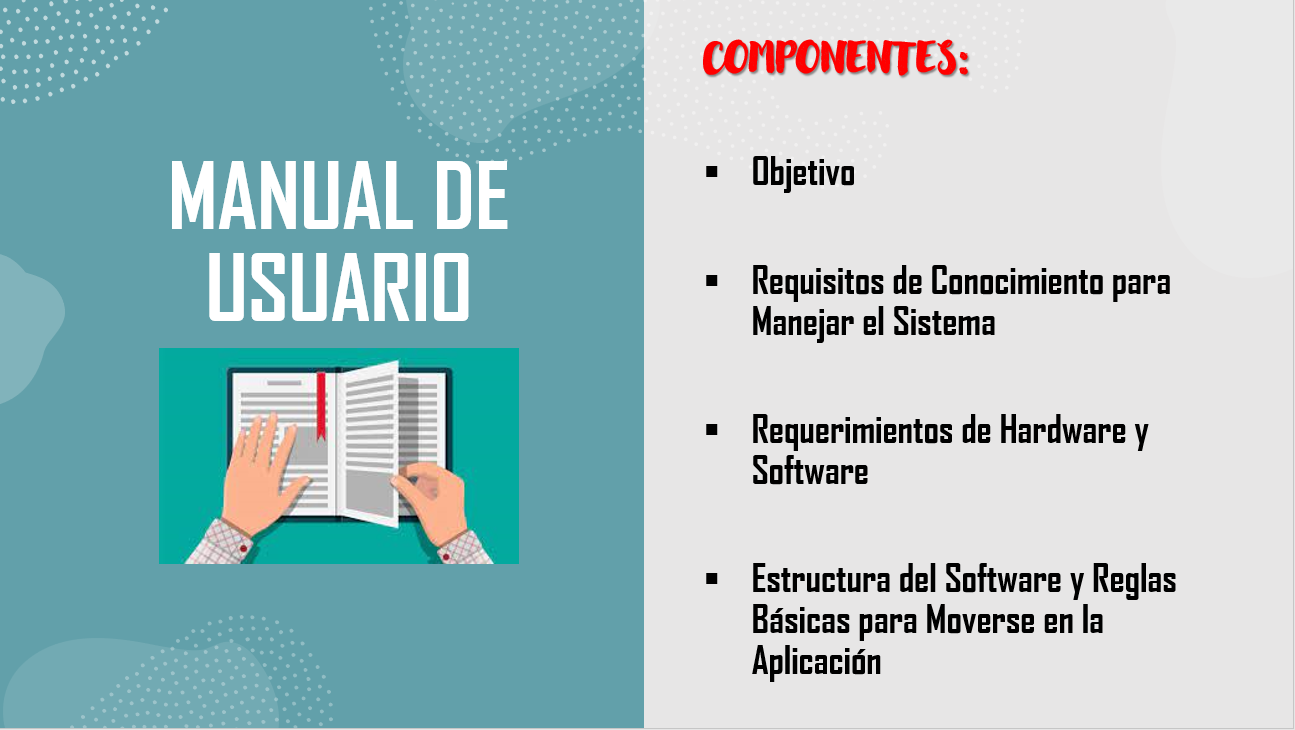 MANUAL DE
USUARIO
COMPONENTES:
▪ Objetivo
▪ Requisitos de Conocimiento para
Manejar el Sistema
▪ Requerimientos de Hardware y
Software
▪ Estructura del Software y Reglas
Básicas para Moverse en la
Aplicación